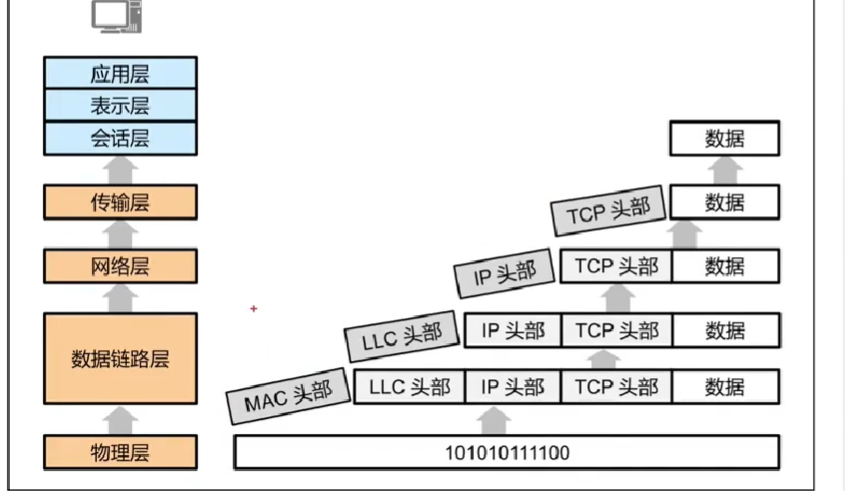 应用层
表示层
会话层
数据
传输层
TCP 头部
数据
网络层
IP 头部
TCP 头部
数据
数据链路层
LLC 头部
IP 头部
TCP 头部
数据
MAC 头部
LLC 头部
IP 头部
TCP 头部
数据
物理层
101010111100